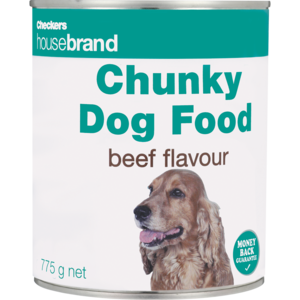 Checkers
housebrand
Chunky
Dog Food
beef flavour
775 g net
MONEY
BACK
GUARANTEE